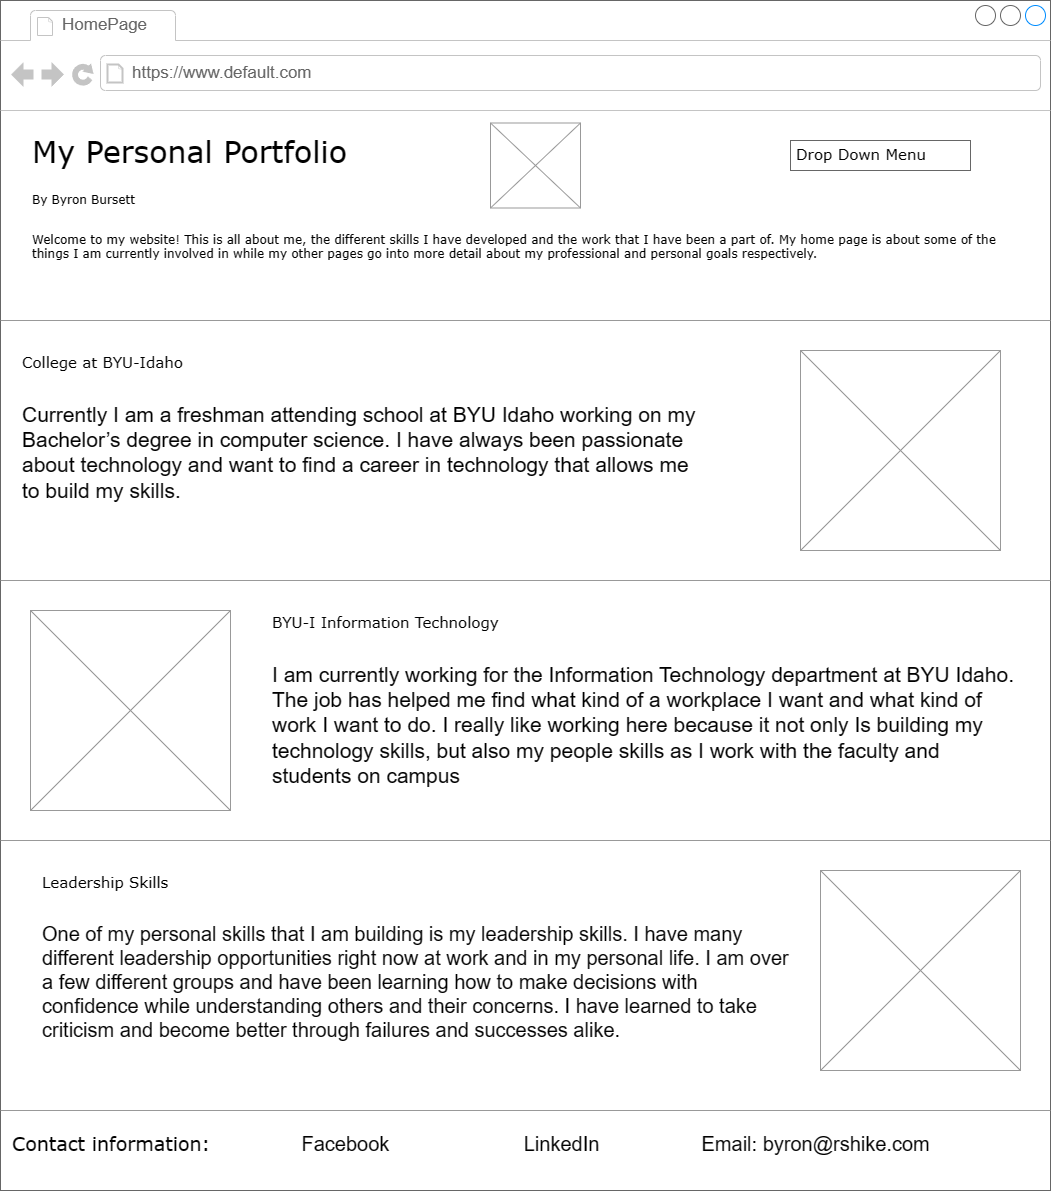 HomePage
https://www.default.com
My Personal Portfolio
Drop Down Menu
By Byron Bursett
Welcome to my website! This is all about me, the different skills I have developed and the work that I have been a part of. My home page is about some of the
things I am currently involved in while my other pages go into more detail about my professional and personal goals respectively.
College at BYU-Idaho
Currently I am a freshman attending school at BYU Idaho working on my
Bachelor’s degree in computer science. I have always been passionate
about technology and want to find a career in technology that allows me
to build my skills.
BYU-I Information Technology
I am currently working for the Information Technology department at BYU Idaho.
The job has helped me find what kind of a workplace I want and what kind of
work I want to do. I really like working here because it not only Is building my
technology skills, but also my people skills as I work with the faculty and
students on campus
Leadership Skills
One of my personal skills that I am building is my leadership skills. I have many
different leadership opportunities right now at work and in my personal life. I am over
a few different groups and have been learning how to make decisions with
confidence while understanding others and their concerns. I have learned to take
criticism and become better through failures and successes alike.
Contact information: Facebook LinkedIn Email: byron@rshike.com